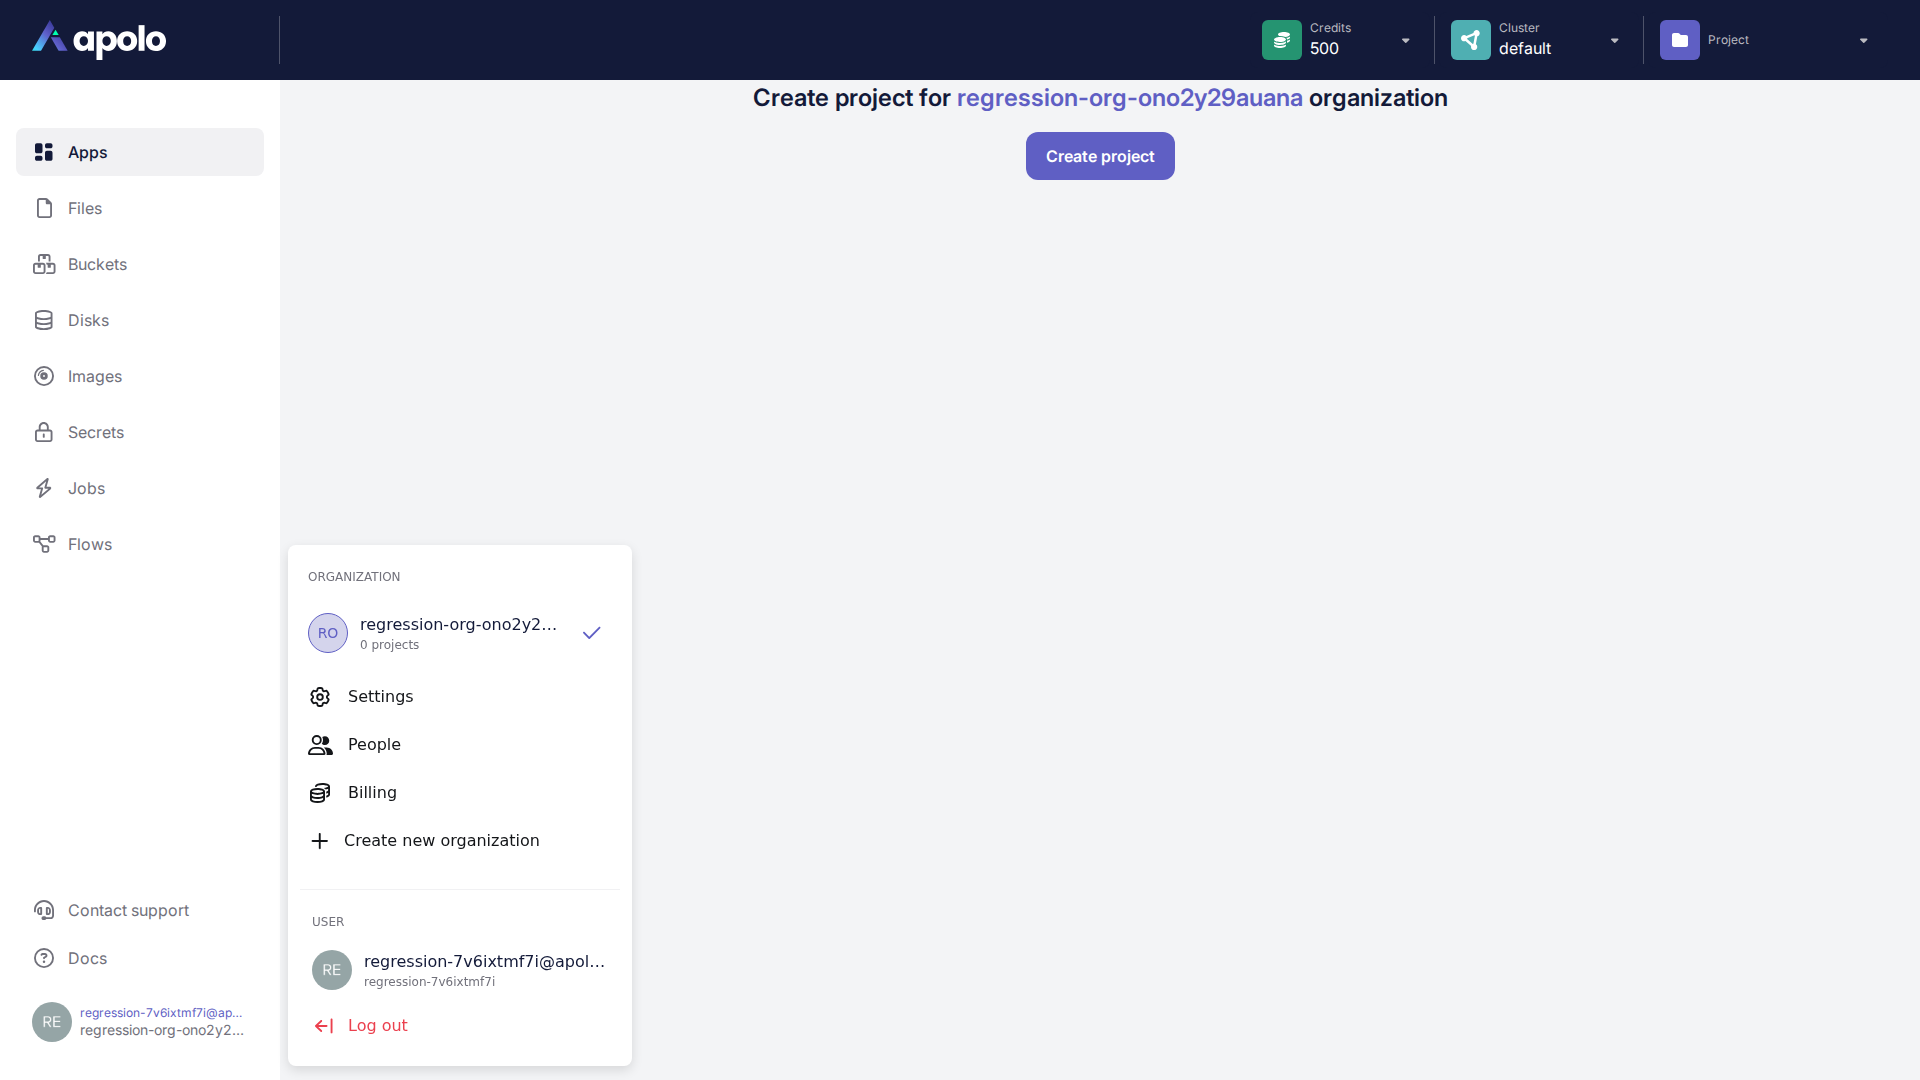 apolo
Credits
500
Cluster
default
Project
Create project for regression-org-ono2y29auana organization
Create project
Apps
Files
Buckets
Disks
Images
Secrets
Jobs
Flows
ORGANIZATION
RO
regression-org-ono2y2...
0 projects
Settings
People
Billing
Create new organization
USER
RE
regression-7v6ixtmf7i@apol...
regression-7v6ixtmf7i
Log out
Contact support
Docs
RE
regression-7v6ixtmf7i@ap...
regression-org-ono2y2...